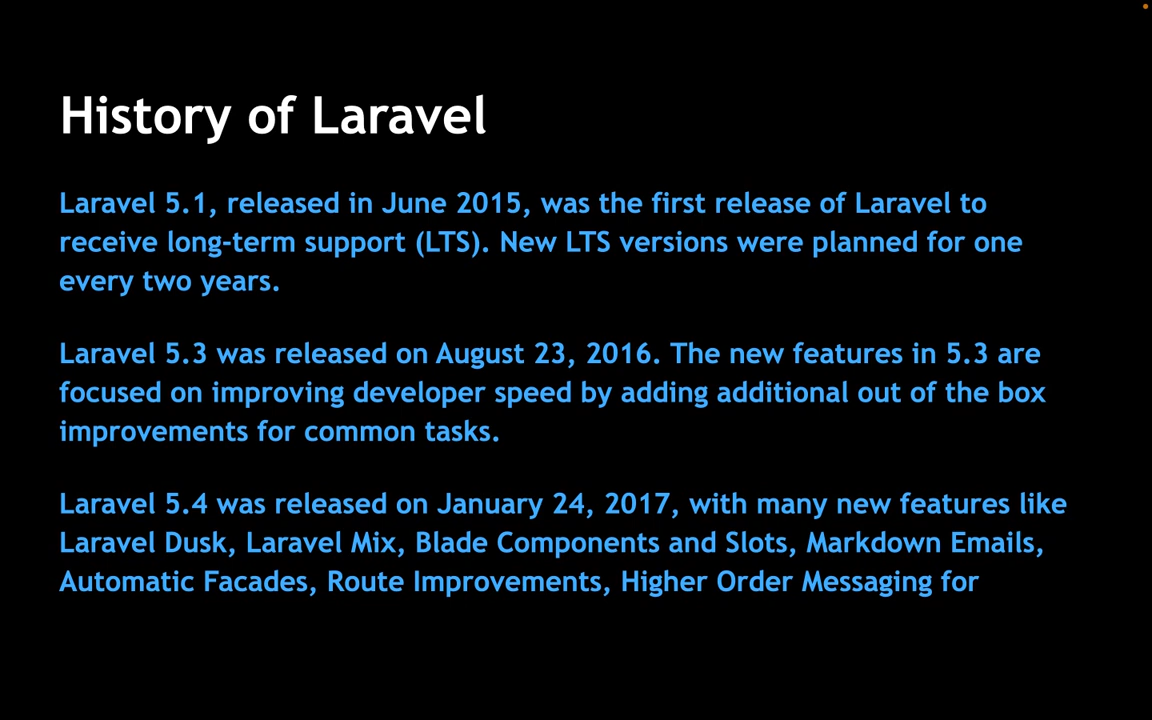 History of Laravel
Laravel 5.1, released in June 2015, was the first release of Laravel to
receive long-term support (LTS). New LTS versions were planned for one
every two years.
Laravel 5.3 was released on August 23, 2016. The new features in 5.3 are
focused on improving developer speed by adding additional out of the box
improvements for common tasks.
Laravel 5.4 was released on January 24, 2017, with many new features like
Laravel Dusk, Laravel Mix, Blade Components and Slots, Markdown Emails,
Automatic Facades, Route Improvements, Higher Order Messaging for